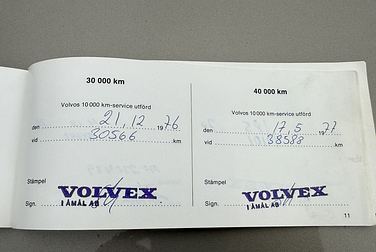 30 000 km
Volvos 10 000 km-service utförd
den 21,12 1976
vid 30566 km
Stämpel
VOLVEX
I ÅMÅL AB
Sign.
40 000 km
Volvos 10 000 km-service utförd
den 17,5 1977
vid 38588 km
Stämpel
VOLVEX
I ÅMÅL AB
Sign.
11